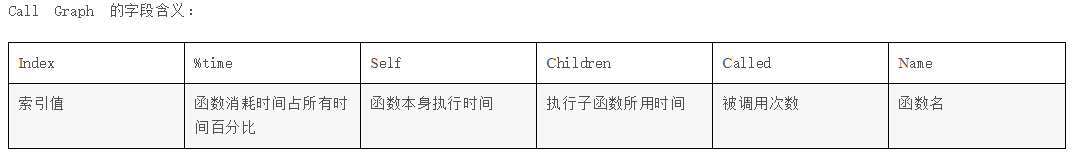 Call Graph 的字段含义：
Index %time Self Children Called Name
索引值 函数消耗时间占所有时 函数本身执行时间 执行子函数所用时间 被调用次数 函数名
间百分比